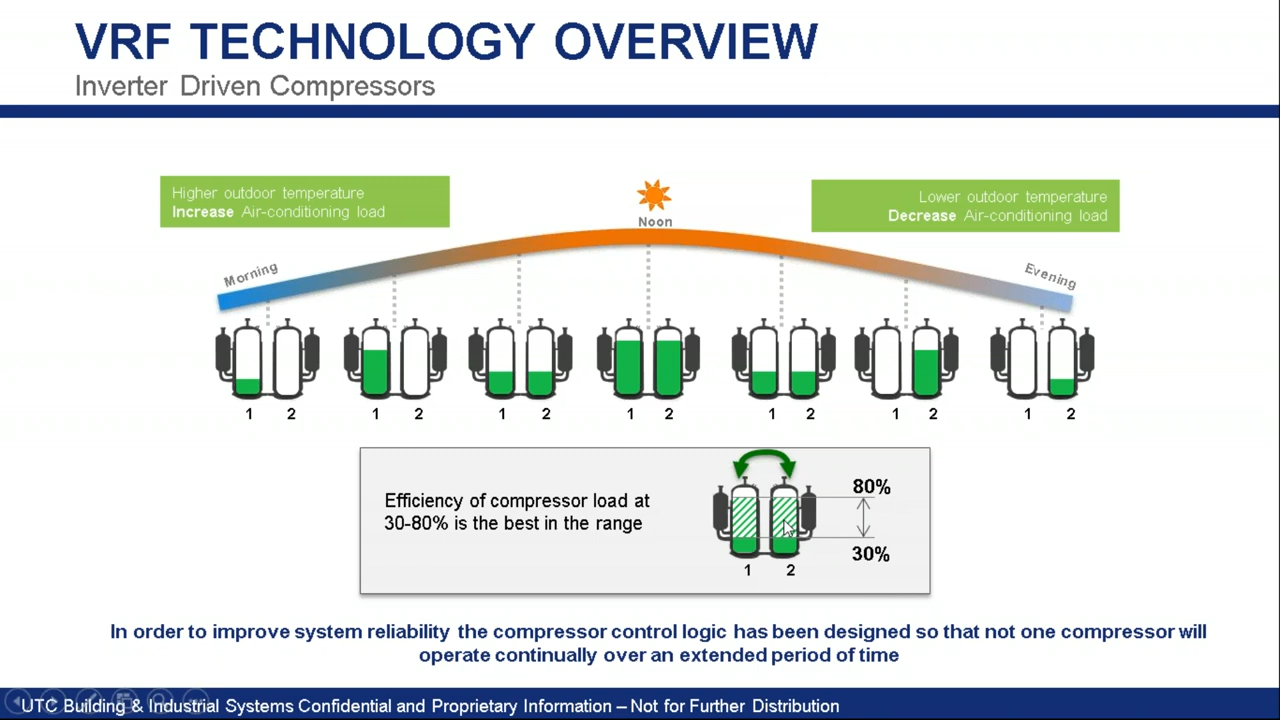 VRF TECHNOLOGY OVERVIEW
Inverter Driven Compressors
Higher outdoor temperature
Increase Air-conditioning load
Noon
Lower outdoor temperature
Decrease Air-conditioning load
Morning
Evening
1 2 1 2 1 2 1 2 1 2 1 2 1 2
Efficiency of compressor load at
30-80% is the best in the range
80%
30%
1 2
In order to improve system reliability the compressor control logic has been designed so that not one compressor will
operate continually over an extended period of time
UTC Building & Industrial Systems Confidential and Proprietary Information – Not for Further Distribution